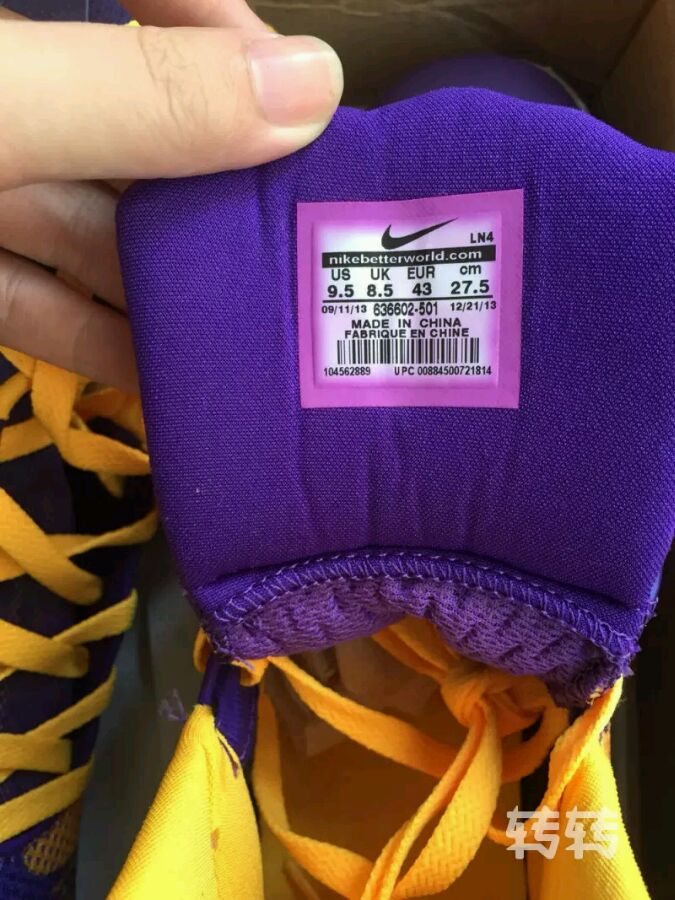 LN4
nikebetterworld.com
US UK EUR cm
9.5 8.5 43 27.5
09/11/13 636602-501 12/21/13
MADE IN CHINA
FABRIQUE EN CHINE
104562889 UPC 00884500721814
转转